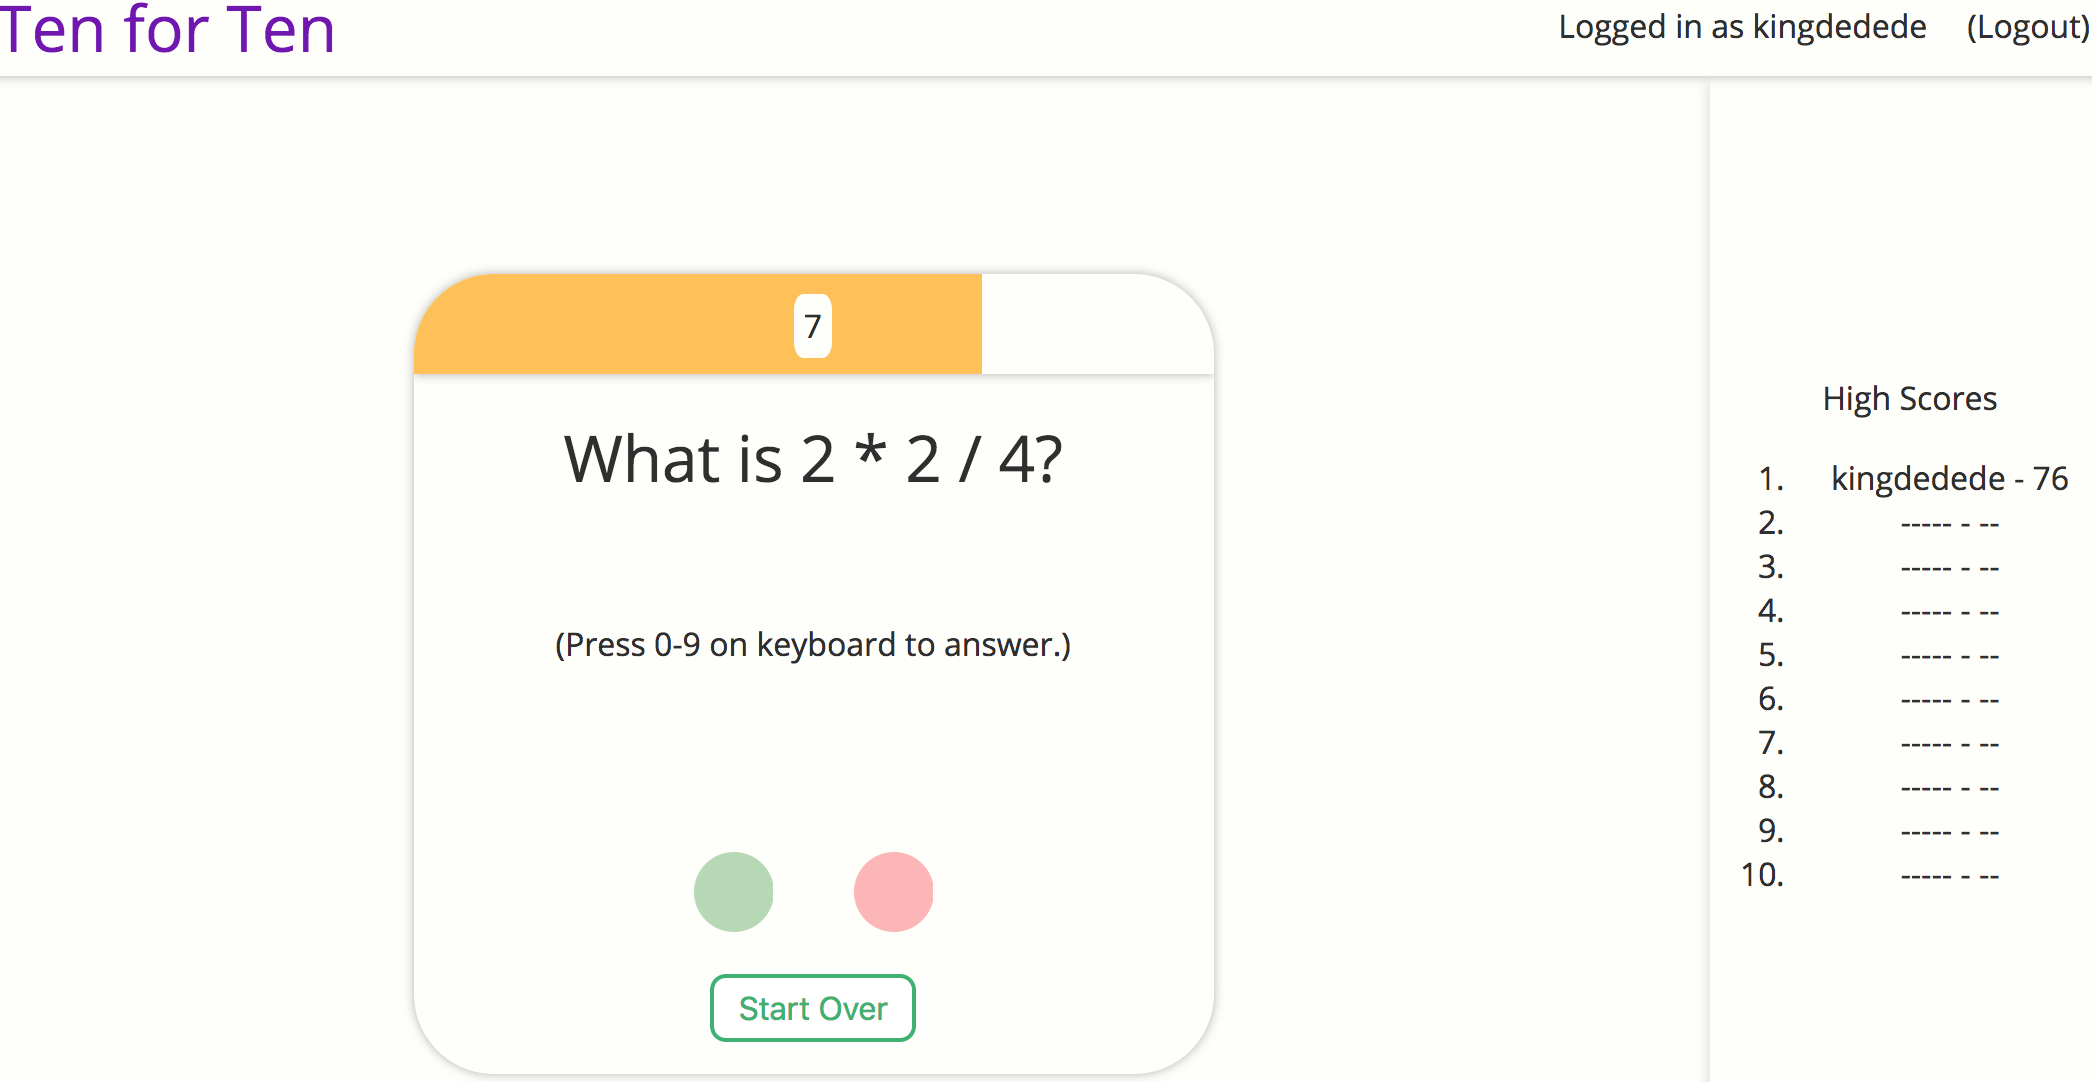 Ten for Ten
Logged in as kingdedede (Logout)
7
What is 2 * 2 / 4?
(Press 0-9 on keyboard to answer.)
Start Over
High Scores
1. kingdedede - 76
2. ----- - --
3. ----- - --
4. ----- - --
5. ----- - --
6. ----- - --
7. ----- - --
8. ----- - --
9. ----- - --
10. ----- - --